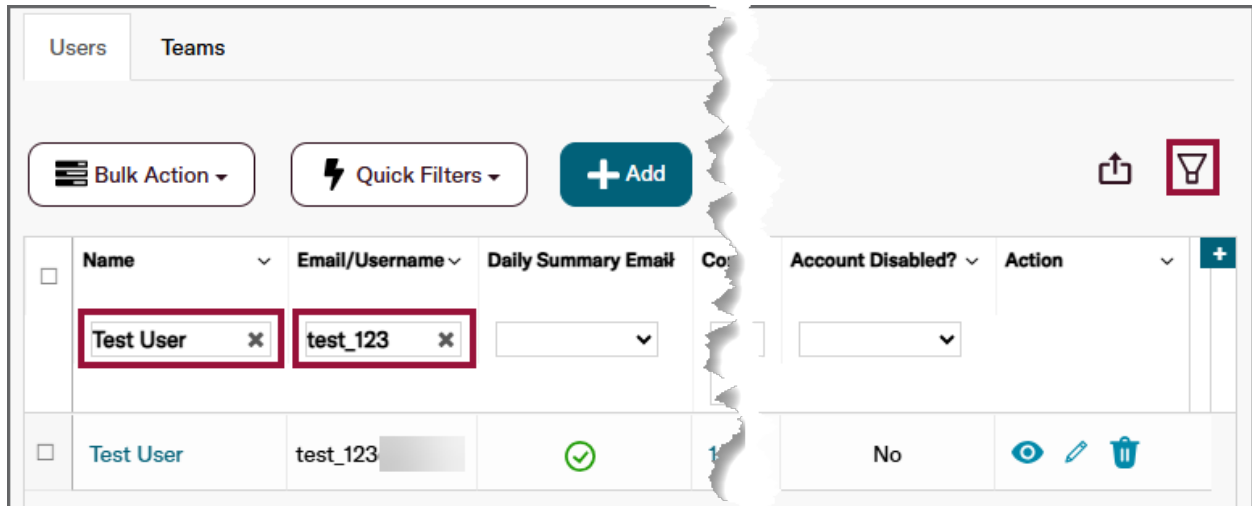 Users Teams
Bulk Action Quick Filters Add
Name Email/Username Daily Summary Email Account Disabled? Action
Test User test_123
Test User test_123 No